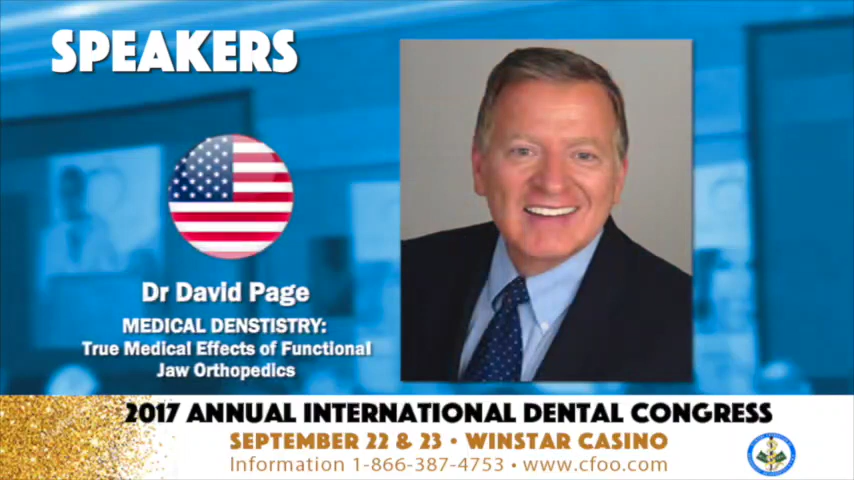 SPEAKERS
Dr David Page
MEDICAL DENSTISTRY:
True Medical Effects of Functional
Jaw Orthopedics
2017 ANNUAL INTERNATIONAL DENTAL CONGRESS
SEPTEMBER 22 & 23 • WINSTAR CASINO
Information 1-866-387-4753 • www.cfoo.com